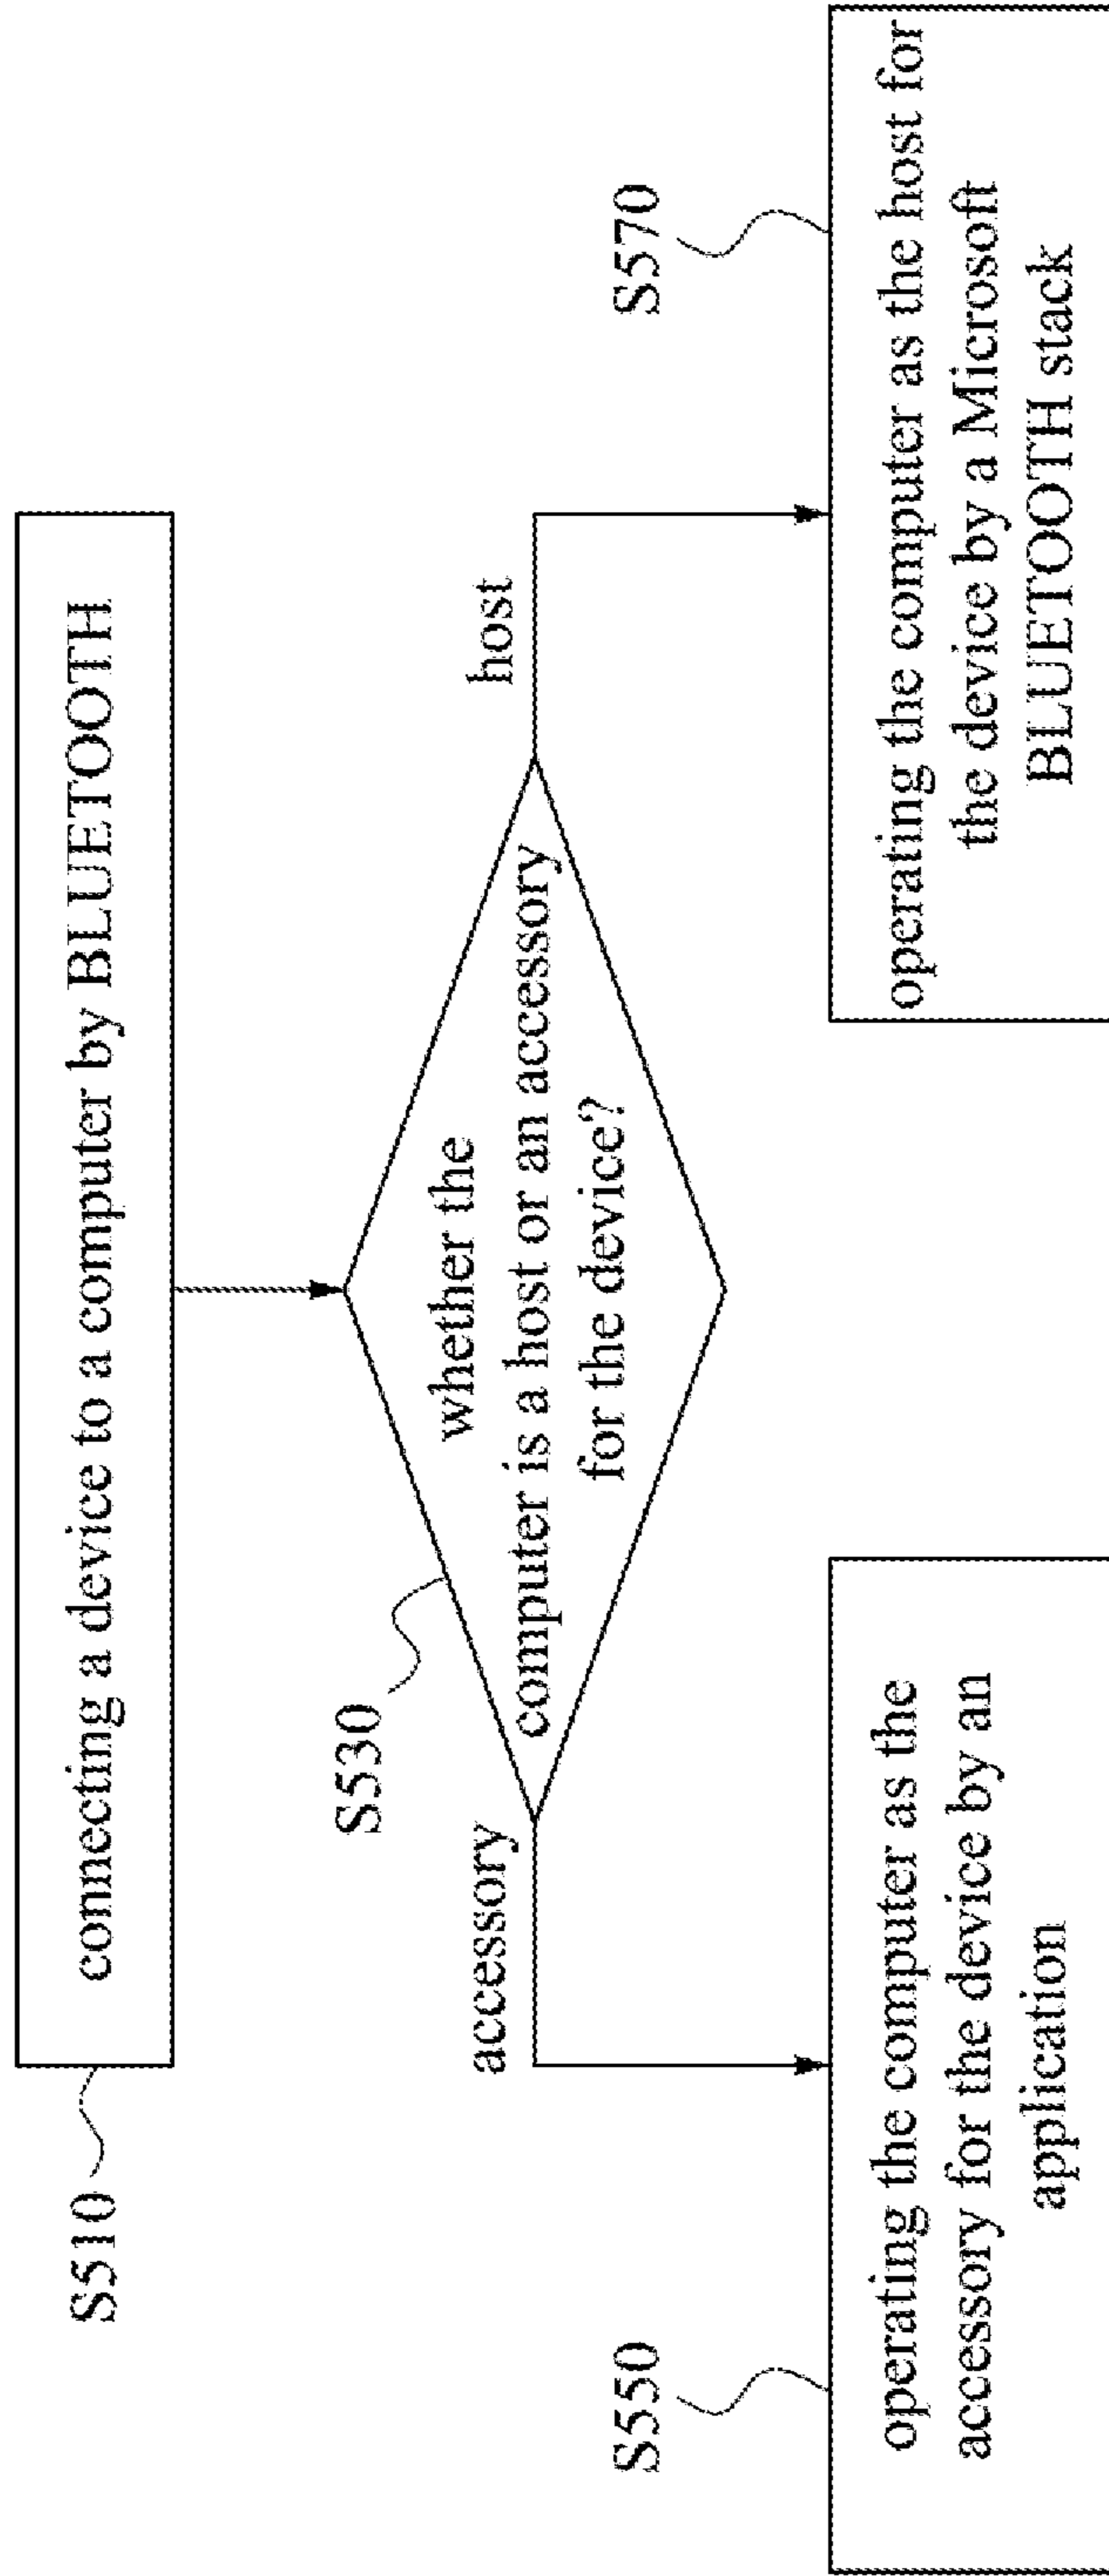 S510
connecting a device to a computer by BLUETOOTH
S530
whether the
computer is a host or an accessory
for the device?
accessory
host
S550
operating the computer as the
accessory for the device by an
application
S570
operating the computer as the host for
the device by a Microsoft
BLUETOOTH stack